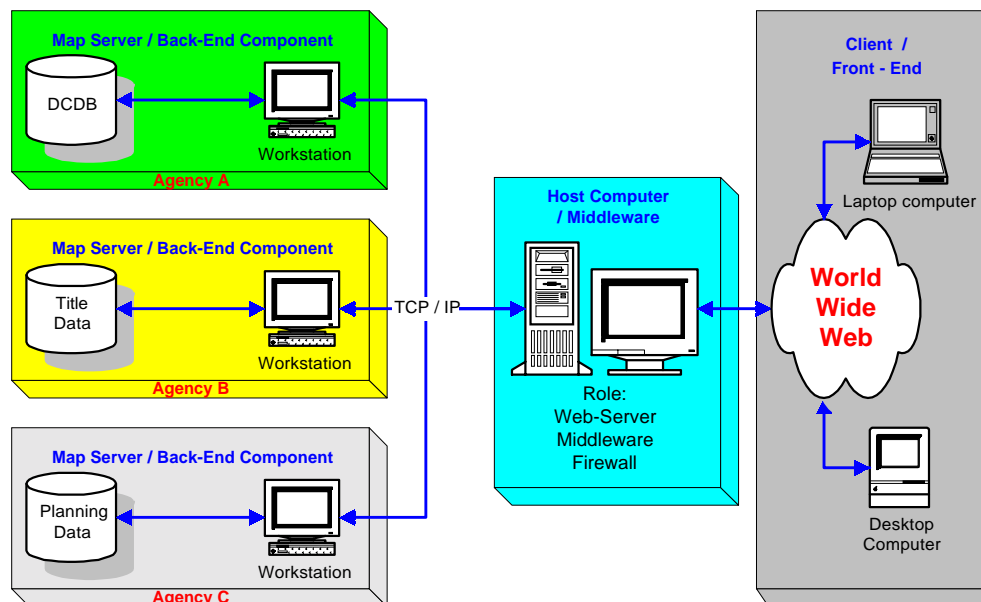 Map Server / Back-End Component
DCDB
Workstation
Agency A
Map Server / Back-End Component
Title
Data
Workstation
Agency B
Map Server / Back-End Component
Planning
Data
Workstation
Agency C
TCP / IP
Host Computer
/ Middleware
Role:
Web-Server
Middleware
Firewall
Client /
Front - End
Laptop computer
World
Wide
Web
Desktop
Computer